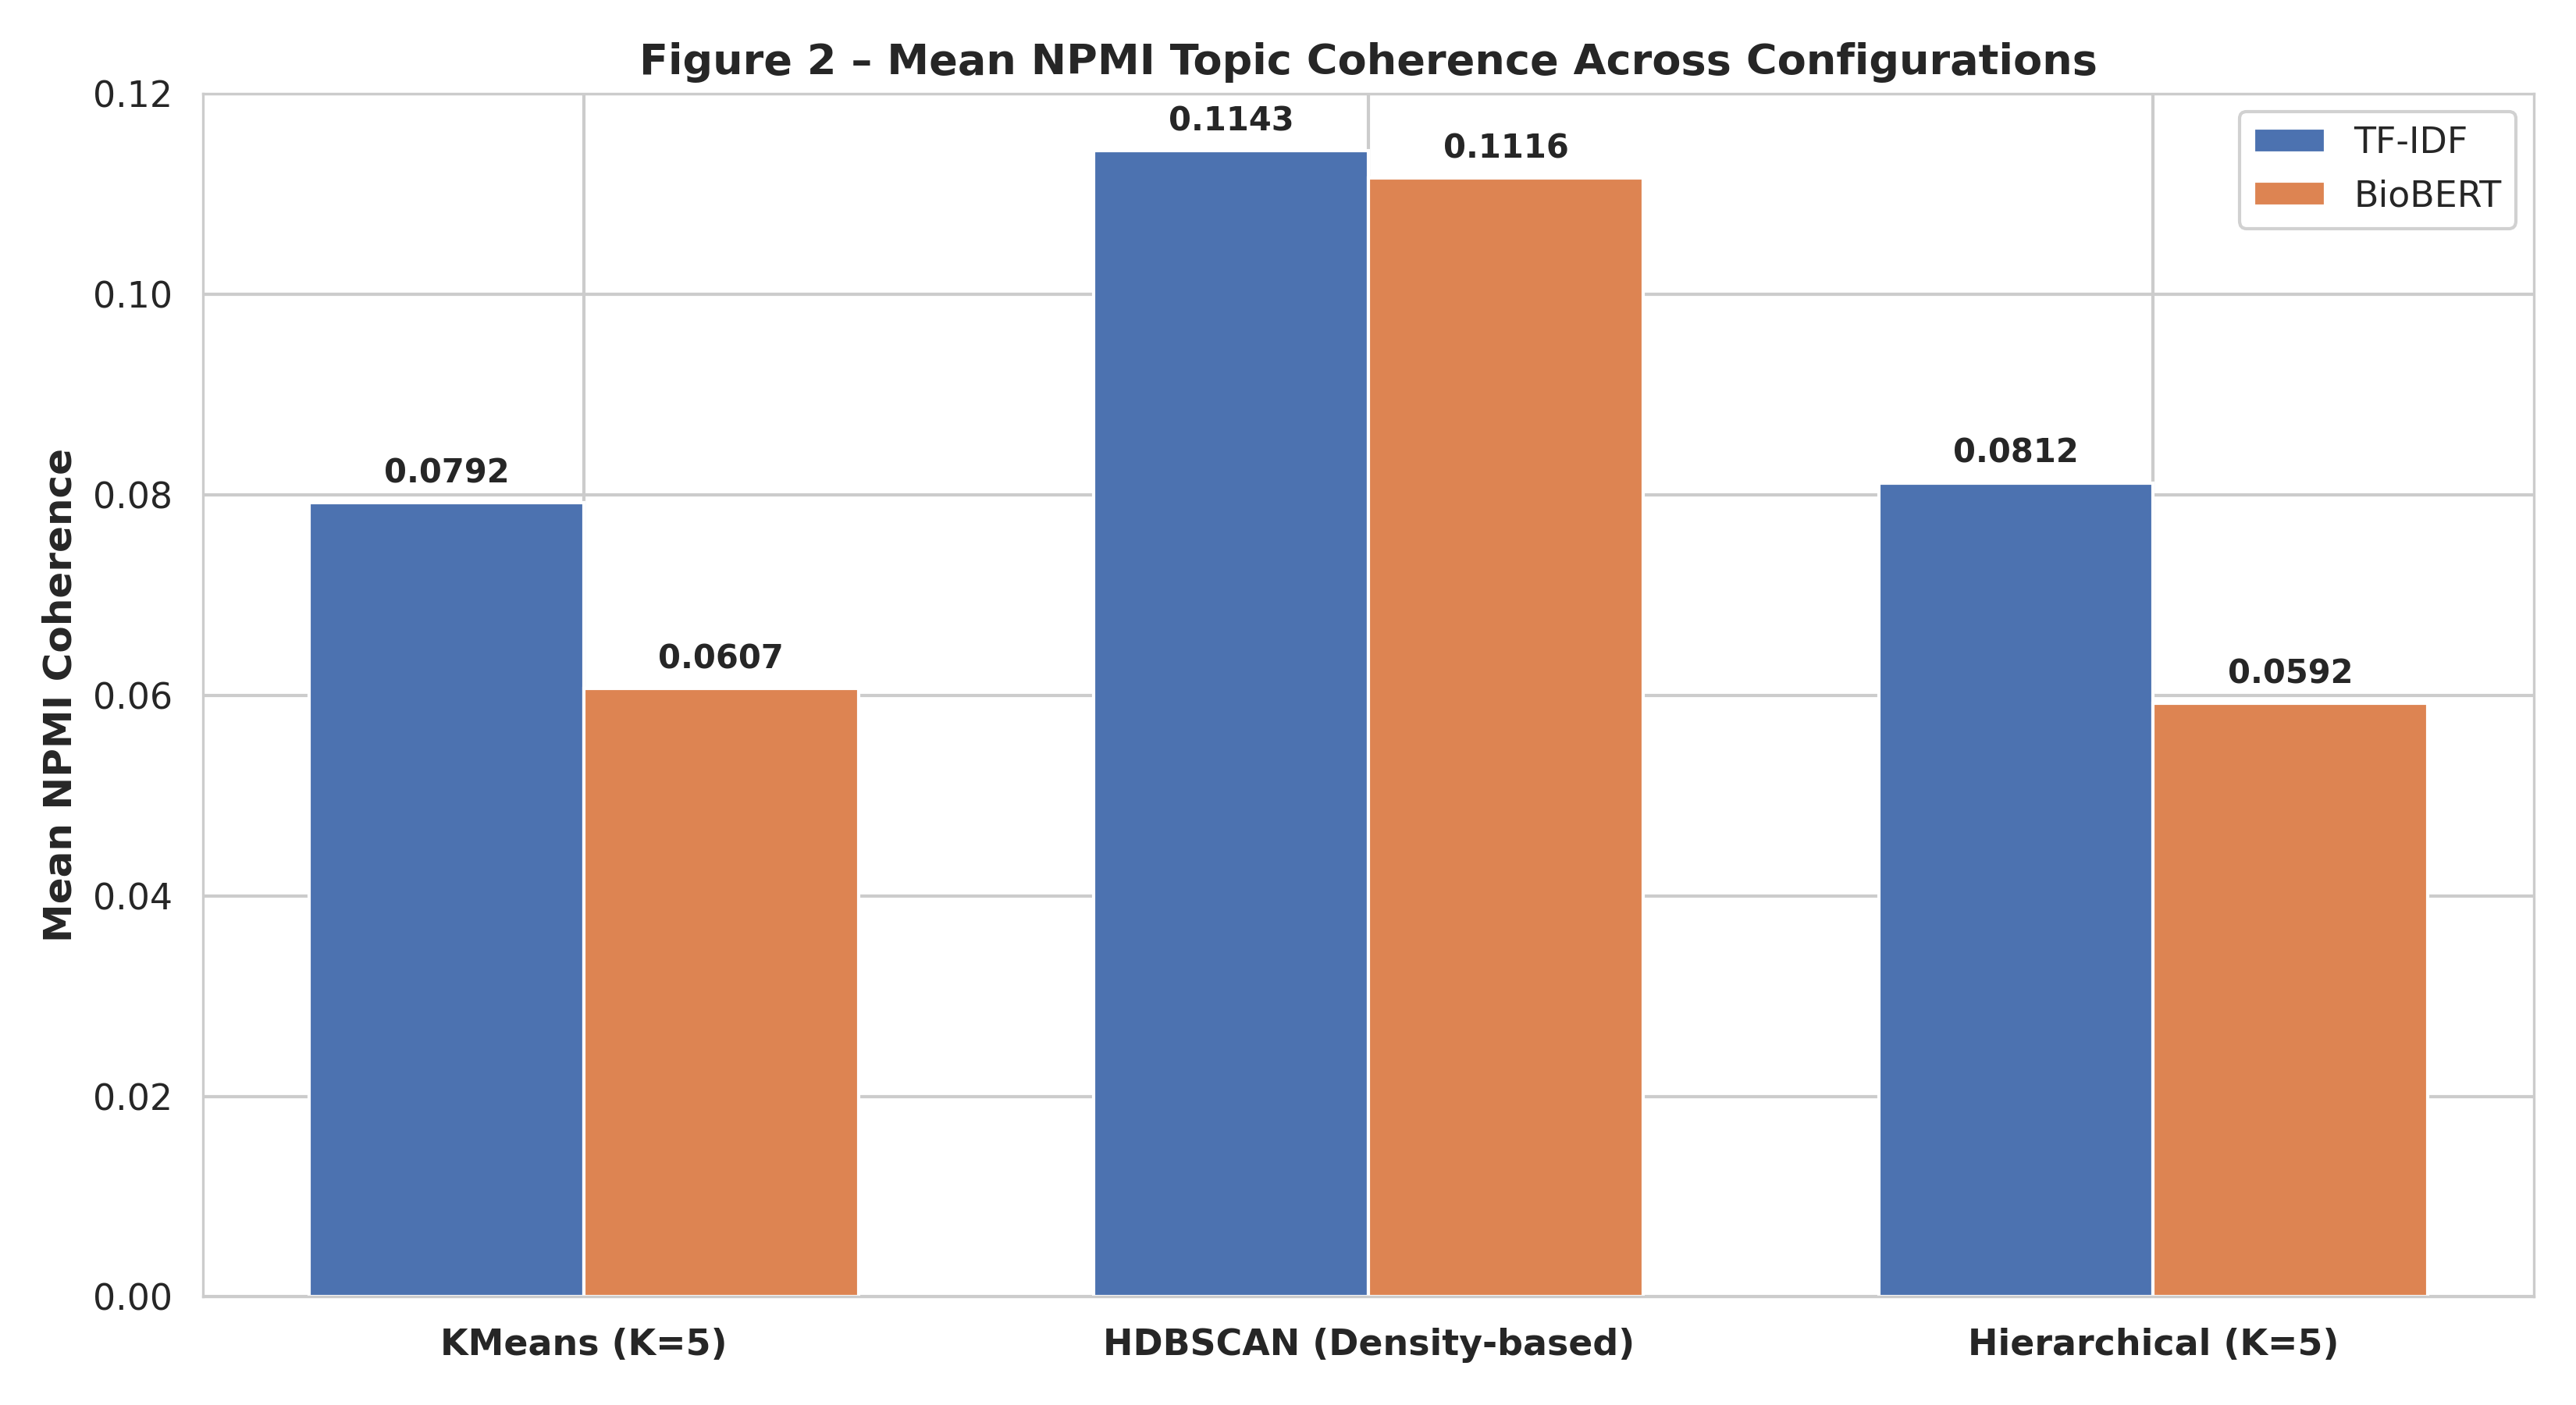 Figure 2 – Mean NPMI Topic Coherence Across Configurations
Mean NPMI Coherence
0.12
0.10
0.08
0.06
0.04
0.02
0.00
0.0792
0.0607
0.1143
0.1116
0.0812
0.0592
TF-IDF
BioBERT
KMeans (K=5)
HDBSCAN (Density-based)
Hierarchical (K=5)